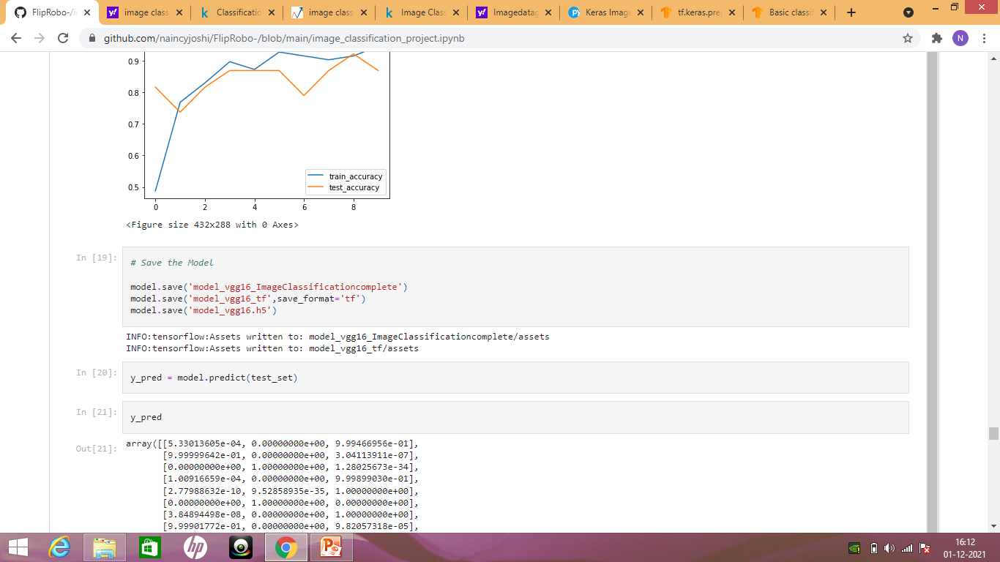 FlipRobo-/i
image class
Classificatio
image class
Image Class
Imagedatag
Keras Imag
tf.keras.prep
Basic classif
github.com/naincyjoshi/FlipRobo-/blob/main/image_classification_project.ipynb
N
0.9
0.8
0.7
0.6
0.5
train_accuracy
test_accuracy
0 2 4 6 8
<Figure size 432x288 with 0 Axes>
In [19]:
# Save the Model
model.save('model_vgg16_ImageClassificationcomplete')
model.save('model_vgg16_tf',save_format='tf')
model.save('model_vgg16.h5')
INFO:tensorflow:Assets written to: model_vgg16_ImageClassificationcomplete/assets
INFO:tensorflow:Assets written to: model_vgg16_tf/assets
In [20]:
y_pred = model.predict(test_set)
In [21]:
y_pred
Out[21]:
array([[5.33013605e-04, 0.00000000e+00, 9.99466956e-01],
[9.99999642e-01, 0.00000000e+00, 3.04113911e-07],
[0.00000000e+00, 1.00000000e+00, 1.28025673e-34],
[1.00916659e-04, 0.00000000e+00, 9.99899030e-01],
[2.77988632e-10, 9.52858935e-35, 1.00000000e+00],
[0.00000000e+00, 1.00000000e+00, 0.00000000e+00],
[3.84894498e-08, 0.00000000e+00, 1.00000000e+00],
[9.99901772e-01, 0.00000000e+00, 9.82057318e-05],
16:12
01-12-2021